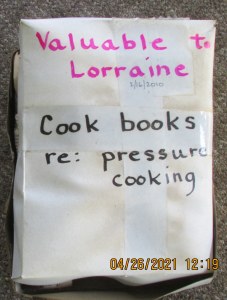 Valuable to
Lorraine
Cook books
re: pressure
cooking
04/26/2021 12:19